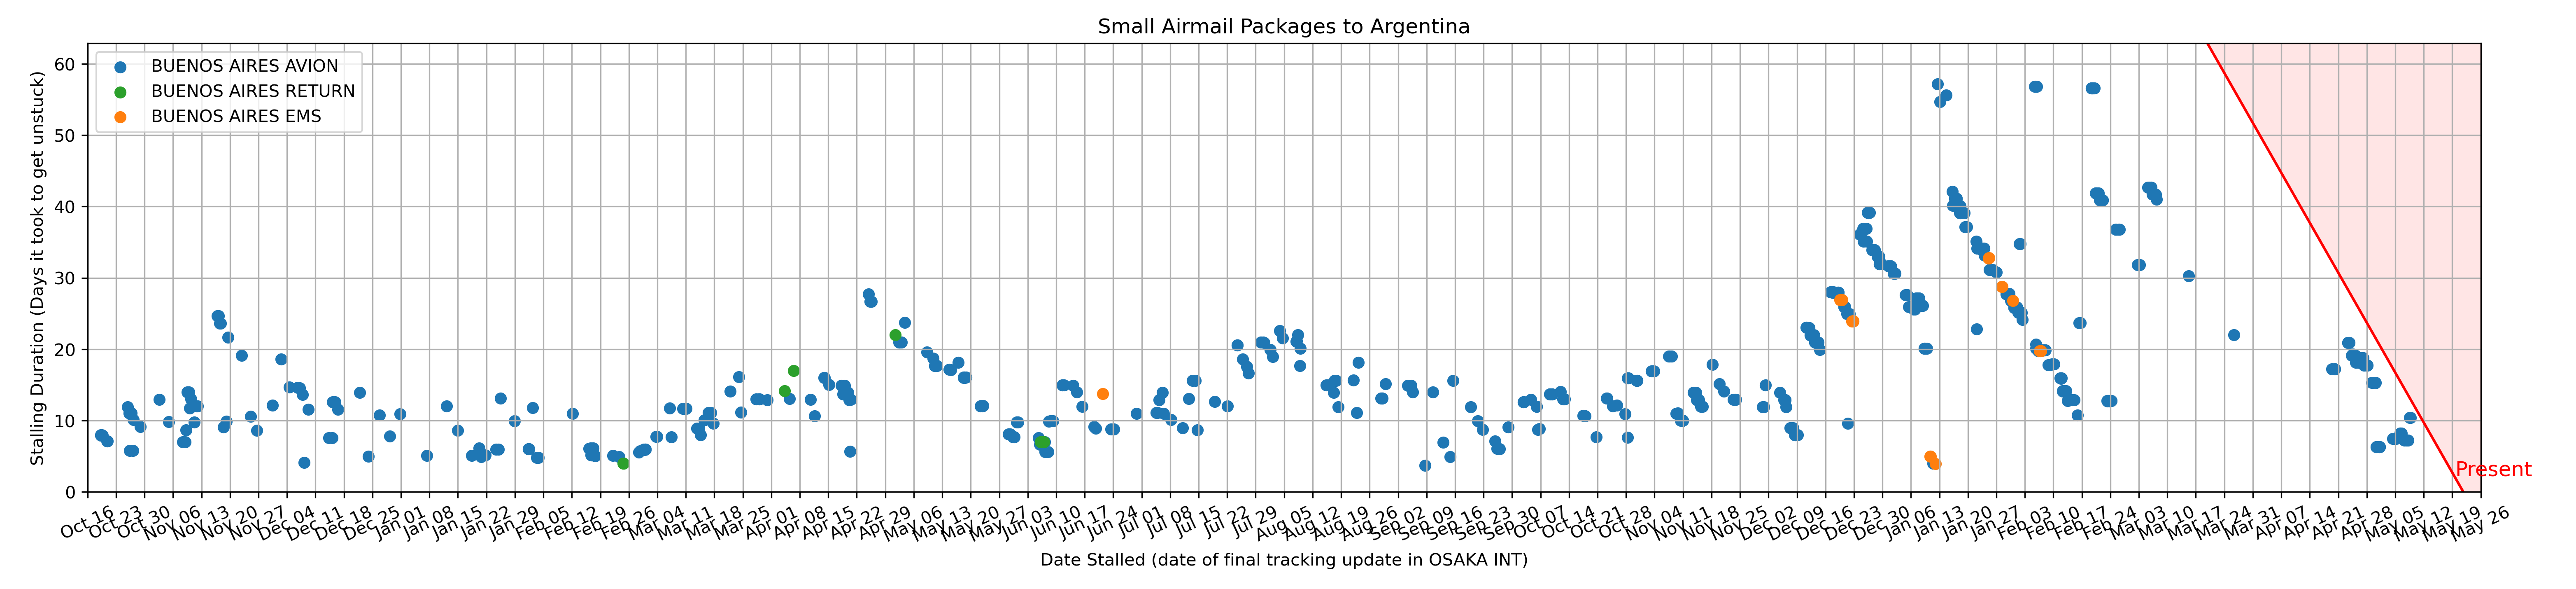 Small Airmail Packages to Argentina
BUENOS AIRES AVION
BUENOS AIRES RETURN
BUENOS AIRES EMS
Stalling Duration (Days it took to get unstuck)
60
50
40
30
20
10
0
Present
Oct 16
Oct 23
Oct 30
Nov 06
Nov 13
Nov 20
Nov 27
Dec 04
Dec 11
Dec 18
Dec 25
Jan 01
Jan 08
Jan 15
Jan 22
Jan 29
Feb 05
Feb 12
Feb 19
Feb 26
Mar 04
Mar 11
Mar 18
Mar 25
Apr 01
Apr 08
Apr 15
Apr 22
Apr 29
May 06
May 13
May 20
May 27
Jun 03
Jun 10
Jun 17
Jun 24
Jul 01
Jul 08
Jul 15
Jul 22
Jul 29
Aug 05
Aug 12
Aug 19
Aug 26
Sep 02
Sep 09
Sep 16
Sep 23
Sep 30
Oct 07
Oct 14
Oct 21
Oct 28
Nov 04
Nov 11
Nov 18
Nov 25
Dec 02
Dec 09
Dec 16
Dec 23
Dec 30
Jan 06
Jan 13
Jan 20
Jan 27
Feb 03
Feb 10
Feb 17
Feb 24
Mar 03
Mar 10
Mar 17
Mar 24
Mar 31
Apr 07
Apr 14
Apr 21
Apr 28
May 05
May 12
May 19
May 26
Date Stalled (date of final tracking update in OSAKA INT)